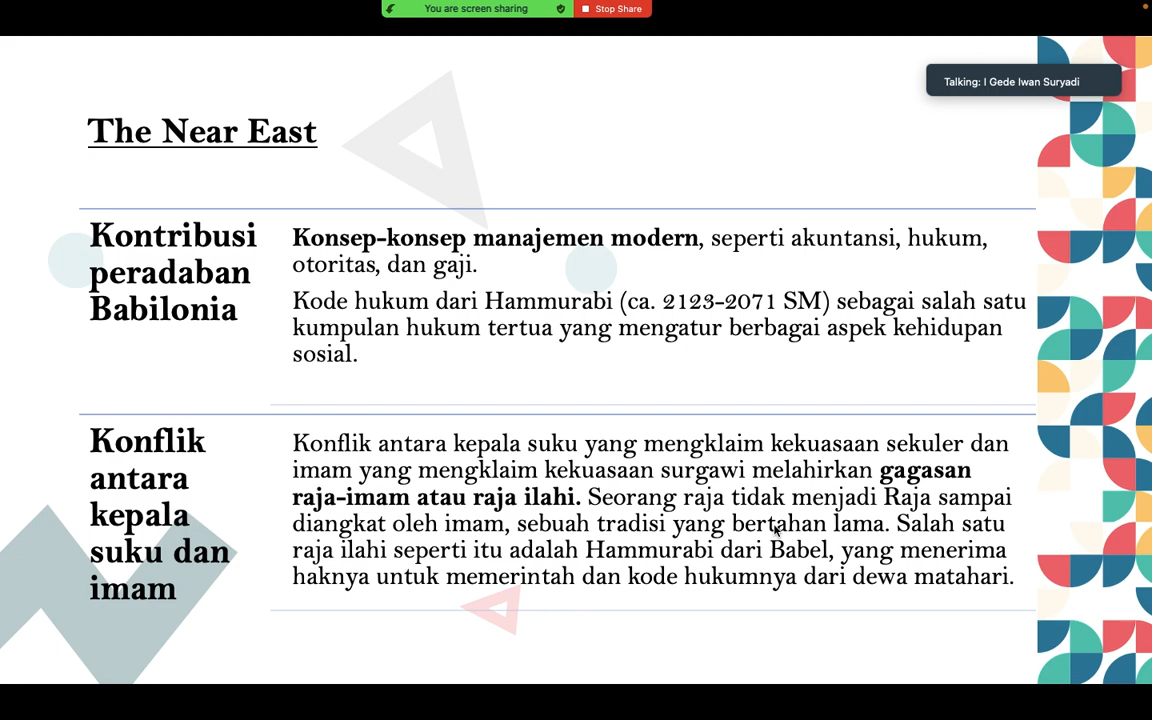 You are screen sharing
Stop Share
Talking: I Gede Iwan Suryadi
The Near East
Kontribusi
peradaban
Babilonia
Konsep-konsep manajemen modern, seperti akuntansi, hukum,
otoritas, dan gaji.
Kode hukum dari Hammurabi (ca. 2123-2071 SM) sebagai salah satu
kumpulan hukum tertua yang mengatur berbagai aspek kehidupan
sosial.
Konflik
antara
kepala
suku dan
imam
Konflik antara kepala suku yang mengklaim kekuasaan sekuler dan
imam yang mengklaim kekuasaan surgawi melahirkan gagasan
raja-imam atau raja ilahi. Seorang raja tidak menjadi Raja sampai
diangkat oleh imam, sebuah tradisi yang bertahan lama. Salah satu
raja ilahi seperti itu adalah Hammurabi dari Babel, yang menerima
haknya untuk memerintah dan kode hukumnya dari dewa matahari.